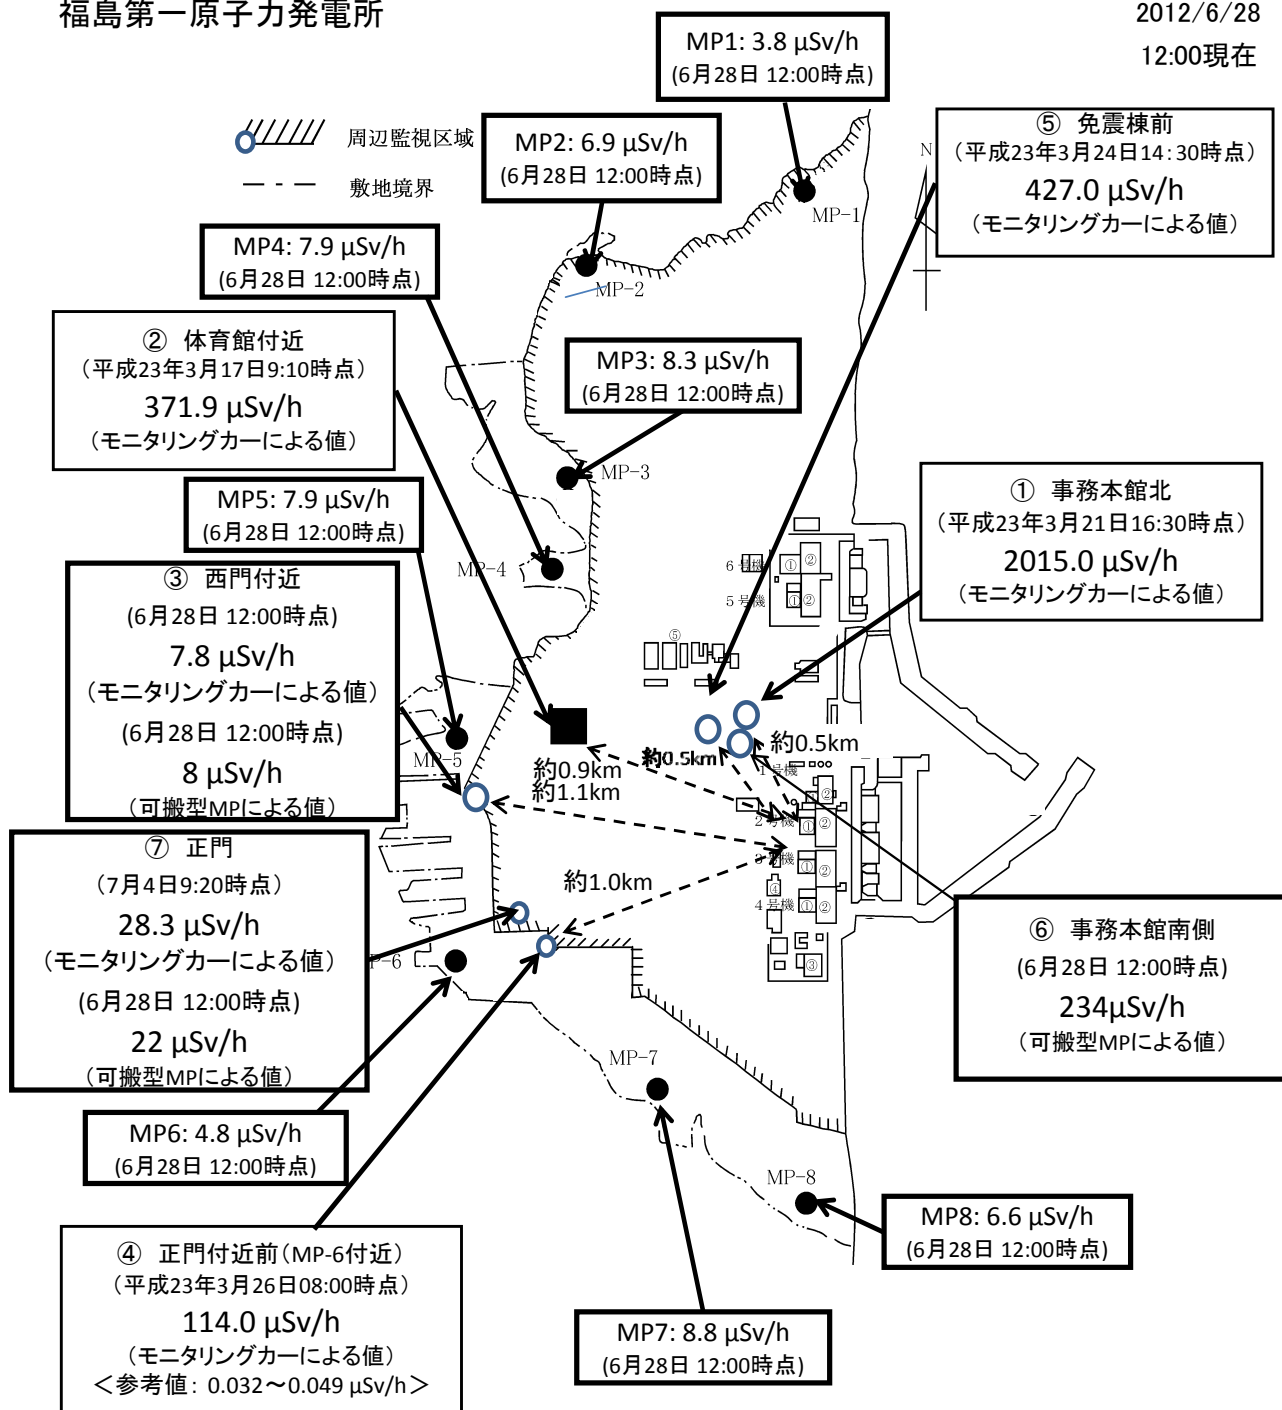 福島第一原子力発電所
2012/6/28
12:00現在
周辺監視区域
敷地境界
N
MP1: 3.8 μSv/h
(6月28日 12:00時点)
MP-1
MP2: 6.9 μSv/h
(6月28日 12:00時点)
MP-2
⑤ 免震棟前
(平成23年3月24日14:30時点)
427.0 μSv/h
(モニタリングカーによる値)
MP4: 7.9 μSv/h
(6月28日 12:00時点)
② 体育館付近
(平成23年3月17日9:10時点)
371.9 μSv/h
(モニタリングカーによる値)
MP3: 8.3 μSv/h
(6月28日 12:00時点)
MP-3
MP5: 7.9 μSv/h
(6月28日 12:00時点)
MP-4
① 事務本館北
(平成23年3月21日16:30時点)
2015.0 μSv/h
(モニタリングカーによる値)
③ 西門付近
(6月28日 12:00時点)
7.8 μSv/h
(モニタリングカーによる値)
(6月28日 12:00時点)
8 μSv/h
(可搬型MPによる値)
MP-5
6号機
① ②
5号機
① ②
⑤
約0.9km
約1.1km
約0.5km
約0.5km
1号機
②
2号機
① ②
3号機
① ②
④
4号機
① ②
③
約1.0km
⑦ 正門
(7月4日9:20時点)
28.3 μSv/h
(モニタリングカーによる値)
(6月28日 12:00時点)
22 μSv/h
(可搬型MPによる値)
P-6
⑥ 事務本館南側
(6月28日 12:00時点)
234μSv/h
(可搬型MPによる値)
MP6: 4.8 μSv/h
(6月28日 12:00時点)
MP-7
MP-8
MP8: 6.6 μSv/h
(6月28日 12:00時点)
④ 正門付近前(MP-6付近)
(平成23年3月26日08:00時点)
114.0 μSv/h
(モニタリングカーによる値)
<参考値: 0.032～0.049 μSv/h>
MP7: 8.8 μSv/h
(6月28日 12:00時点)